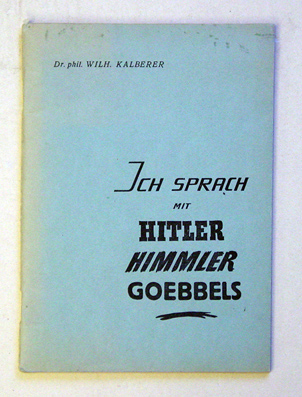 Dr. phil. WILH. KALBERER
ICH SPRACH
MIT
HITLER
HIMMLER
GOEBBELS